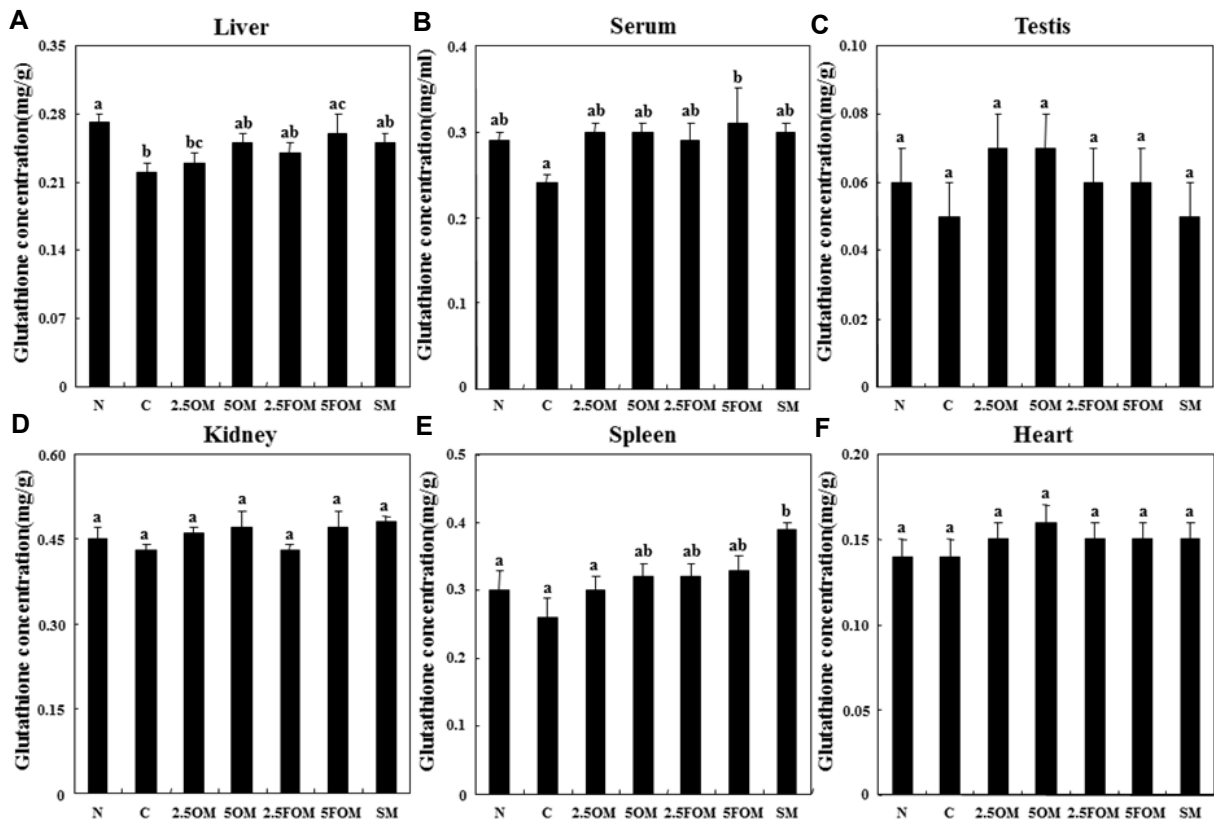 A
Liver
Glutathione concentration(mg/g)
0.35
0.28
0.21
0.14
0.07
0
a
b
bc
ab
ab
ac
ab
N C 2.5OM 5OM 2.5FOM 5FOM SM
B
Serum
Glutathione concentration(mg/ml)
0.4
0.3
0.2
0.1
0
ab
a
ab
ab
ab
b
ab
N C 2.5OM 5OM 2.5FOM 5FOM SM
C
Testis
Glutathione concentration(mg/g)
0.10
0.08
0.06
0.04
0.02
0
a
a
a
a
a
a
a
N C 2.5OM 5OM 2.5FOM 5FOM SM
D
Kidney
Glutathione concentration(mg/g)
0.60
0.45
0.30
0.15
0
a
a
a
a
a
a
a
N C 2.5OM 5OM 2.5FOM 5FOM SM
E
Spleen
Glutathione concentration(mg/g)
0.5
0.4
0.3
0.2
0.1
0
a
a
a
ab
ab
ab
b
N C 2.5OM 5OM 2.5FOM 5FOM SM
F
Heart
Glutathione concentration(mg/g)
0.20
0.15
0.10
0.05
0
a
a
a
a
a
a
a
N C 2.5OM 5OM 2.5FOM 5FOM SM